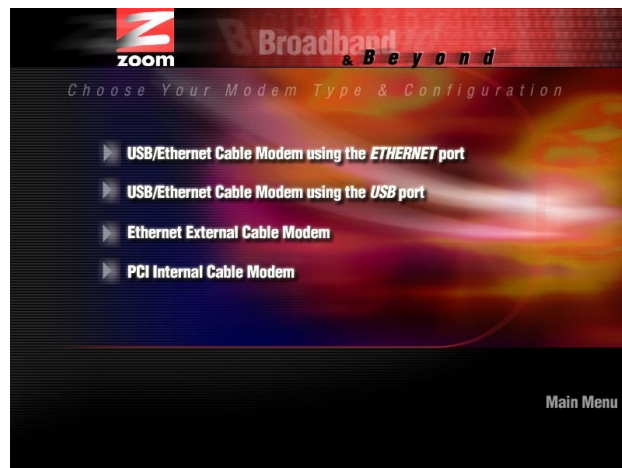 Z
zoom
Broadband
& Beyond
Choose Your Modem Type & Configuration
USB/Ethernet Cable Modem using the ETHERNET port
USB/Ethernet Cable Modem using the USB port
Ethernet External Cable Modem
PCI Internal Cable Modem
Main Menu